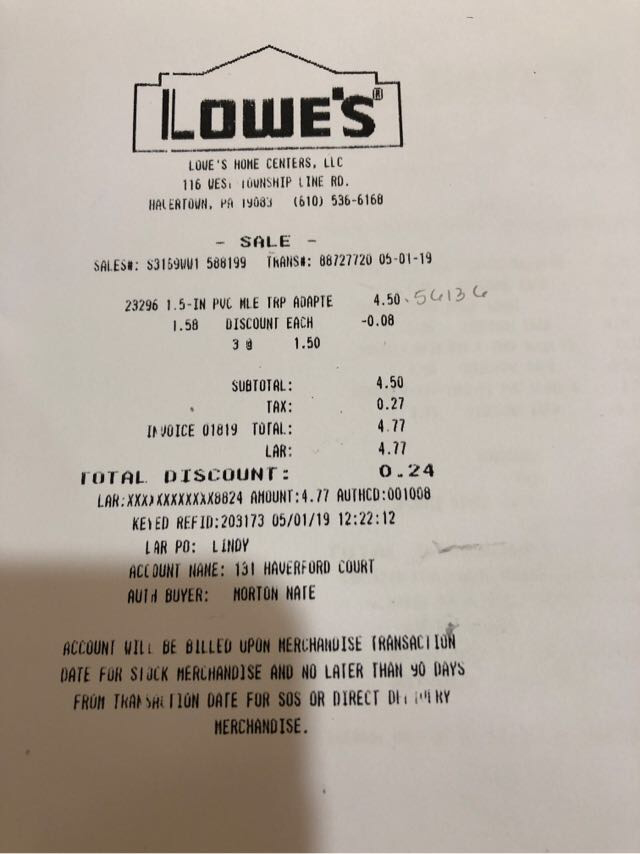 LOWE'S®
LOWE'S HOME CENTERS, LLC
116 WEST TOWNSHIP LINE RD.
HAVERTOWN, PA 19083 (610) 536-6168
- SALE -
SALES#: S3169WW1 588199 TRANS#: 88727720 05-01-19
23296 1.5-IN PVC MLE TRP ADAPTE 4.50 56136
1.58 DISCOUNT EACH -0.08
3 @ 1.50
SUBTOTAL: 4.50
TAX: 0.27
INVOICE 01819 TOTAL: 4.77
LAR: 4.77
TOTAL DISCOUNT: 0.24
LAR:XXXXXXXXXXXX8824 AMOUNT:4.77 AUTHCD:001008
KEYED REFID:203173 05/01/19 12:22:12
LAR PO: LINDY
ACCOUNT NAME: 131 HAVERFORD COURT
AUTH BUYER: MORTON NATE
ACCOUNT WILL BE BILLED UPON MERCHANDISE TRANSACTION
DATE FOR STOCK MERCHANDISE AND NO LATER THAN 90 DAYS
FROM TRANSACTION DATE FOR SOS OR DIRECT DELIVERY
MERCHANDISE.